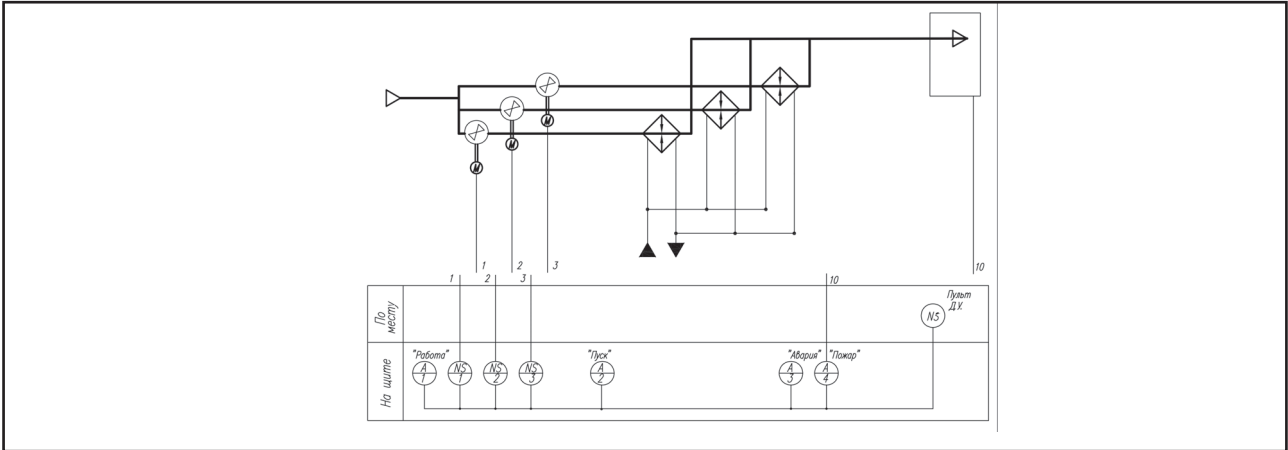 М
М
М
1
2
3
10
1
2
3
10
Пульт
Д.У.
NS
По
месту
"Работа"
"Пуск"
"Авария"
"Пожар"
A
1
NS
1
NS
2
NS
3
A
2
A
3
A
4
На щите